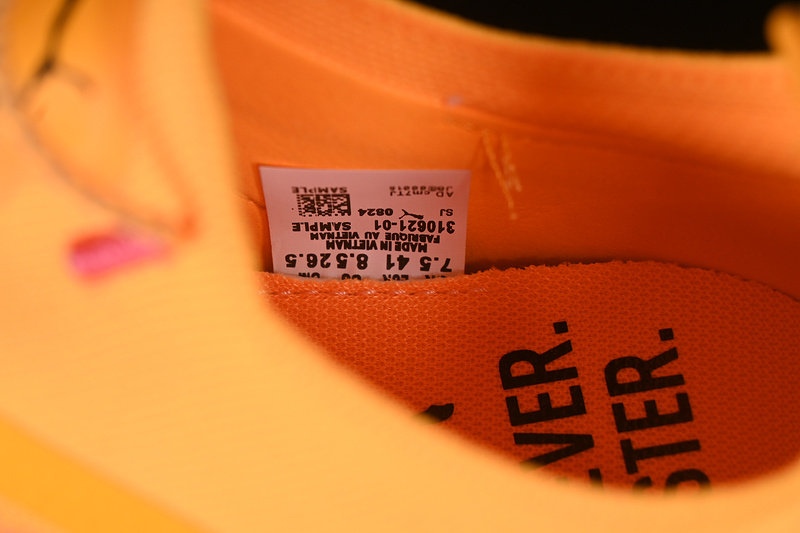 7.5 41 8.5 26.5
MADE IN VIETNAM
FABRIQUE AU VIETNAM
310621-01 SAMPLE
SJ 0824
SAMPLE
VER.
STER.